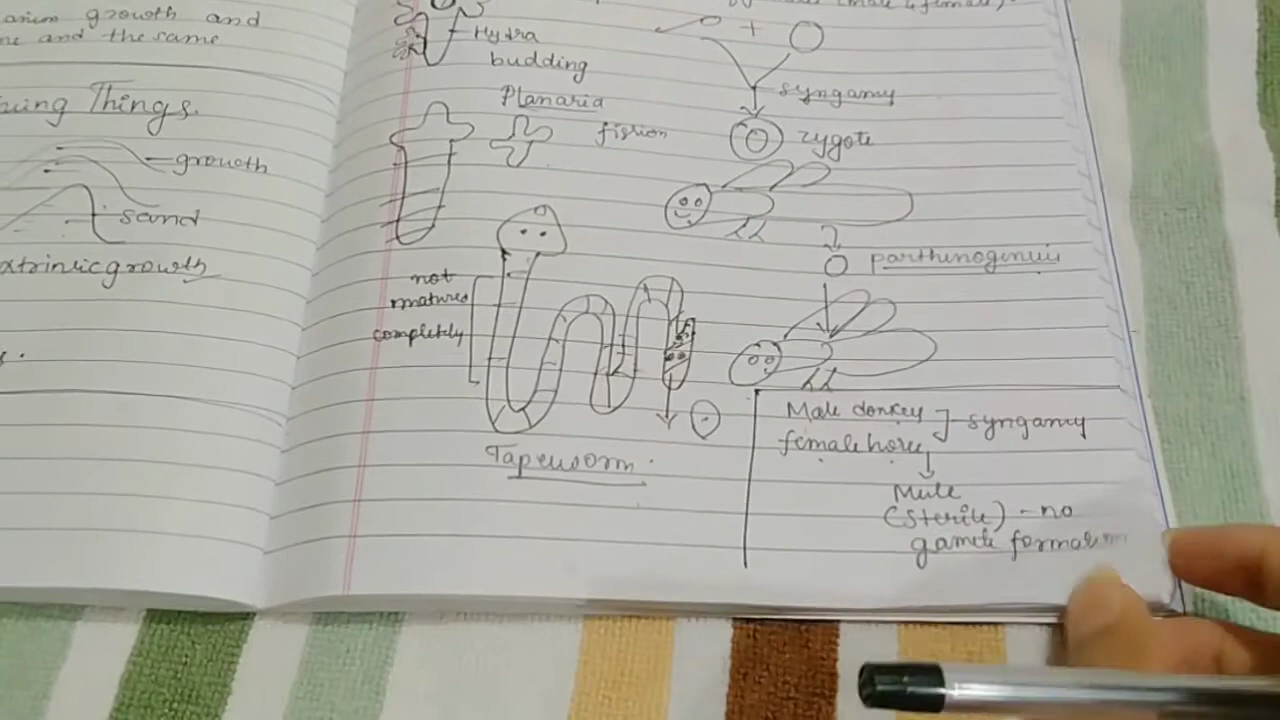 growth and
and the same
Things.
growth
sand
growth
Hydra
budding
Planaria
fission
not
matured
completely
Tapeworm.
+
syngamy
zygote
Male donkey
female horse
syngamy
Mule
(sterile) - no
gamete formation